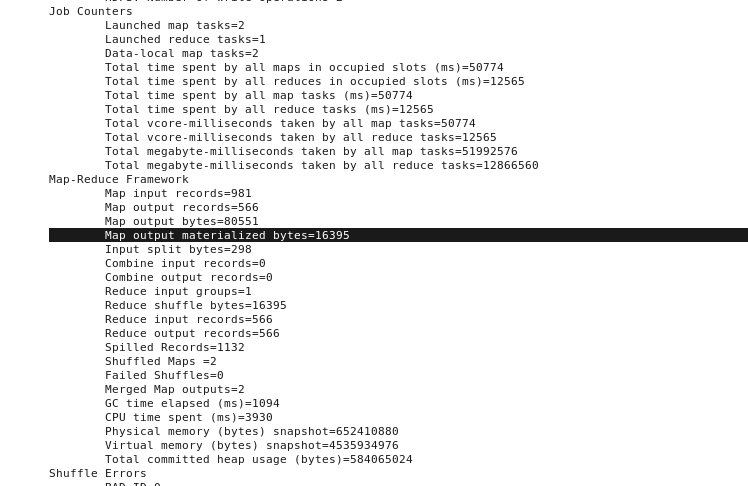 Job Counters
Launched map tasks=2
Launched reduce tasks=1
Data-local map tasks=2
Total time spent by all maps in occupied slots (ms)=50774
Total time spent by all reduces in occupied slots (ms)=12565
Total time spent by all map tasks (ms)=50774
Total time spent by all reduce tasks (ms)=12565
Total vcore-milliseconds taken by all map tasks=50774
Total vcore-milliseconds taken by all reduce tasks=12565
Total megabyte-milliseconds taken by all map tasks=51992576
Total megabyte-milliseconds taken by all reduce tasks=12866560
Map-Reduce Framework
Map input records=981
Map output records=566
Map output bytes=80551
Map output materialized bytes=16395
Input split bytes=298
Combine input records=0
Combine output records=0
Reduce input groups=1
Reduce shuffle bytes=16395
Reduce input records=566
Reduce output records=566
Spilled Records=1132
Shuffled Maps =2
Failed Shuffles=0
Merged Map outputs=2
GC time elapsed (ms)=1094
CPU time spent (ms)=3930
Physical memory (bytes) snapshot=652410880
Virtual memory (bytes) snapshot=4535934976
Total committed heap usage (bytes)=584065024
Shuffle Errors